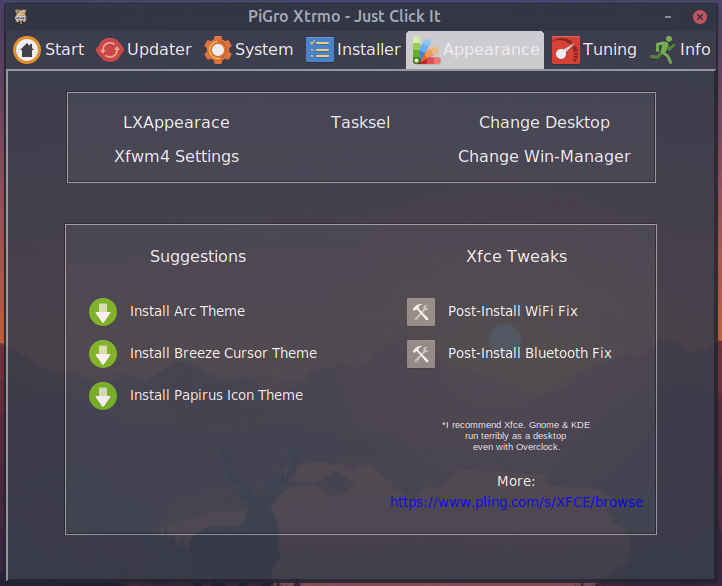 PiGro Xtrmo - Just Click It
Start Updater System Installer Appearance Tuning Info
LXAppearace Tasksel Change Desktop
Xfwm4 Settings Change Win-Manager
Suggestions
Install Arc Theme
Install Breeze Cursor Theme
Install Papirus Icon Theme
Xfce Tweaks
Post-Install WiFi Fix
Post-Install Bluetooth Fix
*I recommend Xfce. Gnome & KDE
run terribly as a desktop
even with Overclock.
More:
https://www.pling.com/s/XFCE/browse